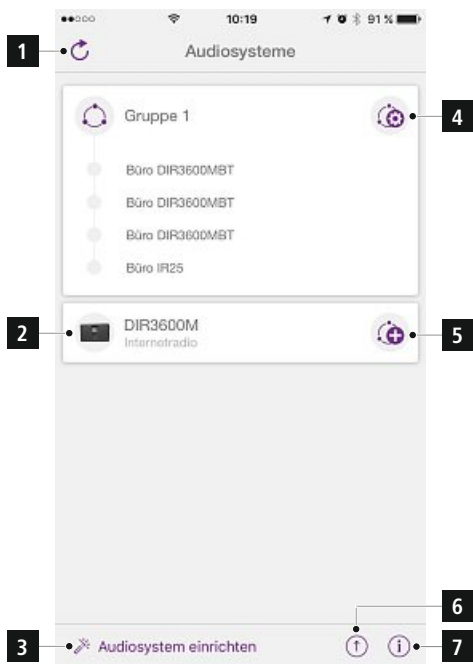 10:19 91 %
1 Audiosysteme
Gruppe 1 4
Büro DIR3600MBT
Büro DIR3600MBT
Büro DIR3600MBT
Büro IR25
2 DIR3600M 5
Internetradio
6
3 Audiosystem einrichten 7